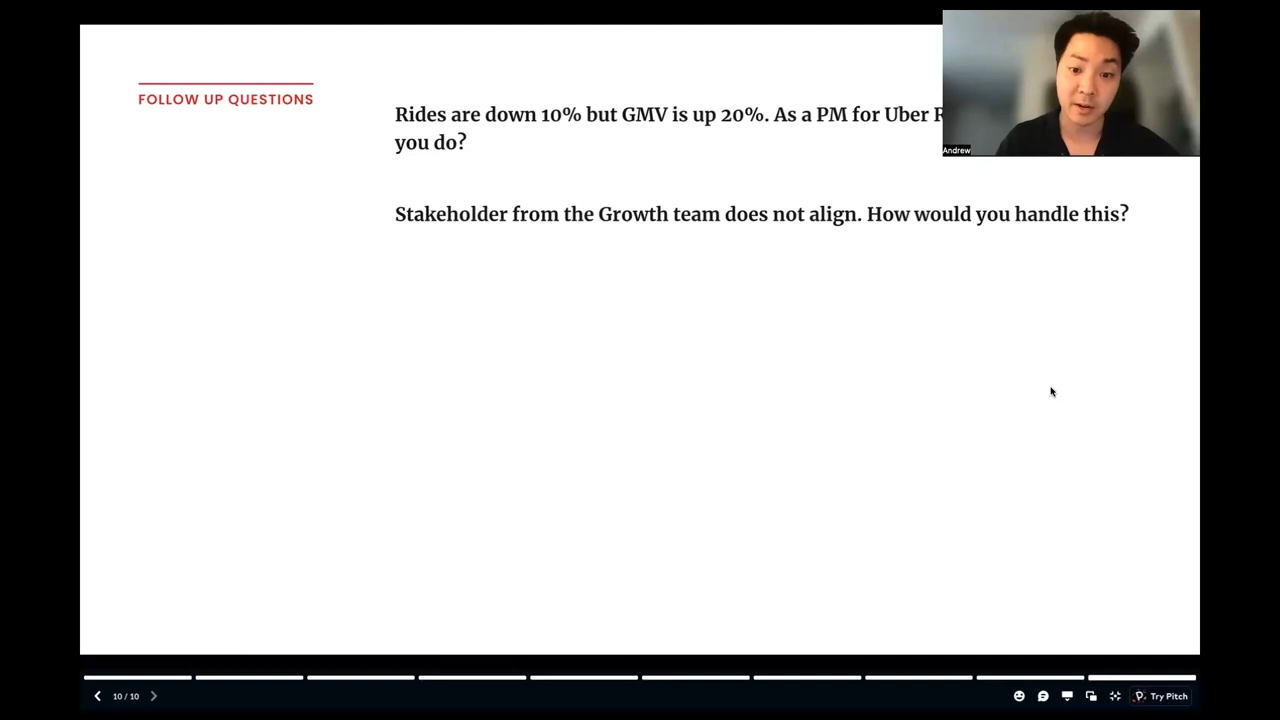 FOLLOW UP QUESTIONS
Rides are down 10% but GMV is up 20%. As a PM for Uber
you do?
Stakeholder from the Growth team does not align. How would you handle this?
Andrew
10 / 10
Try Pitch